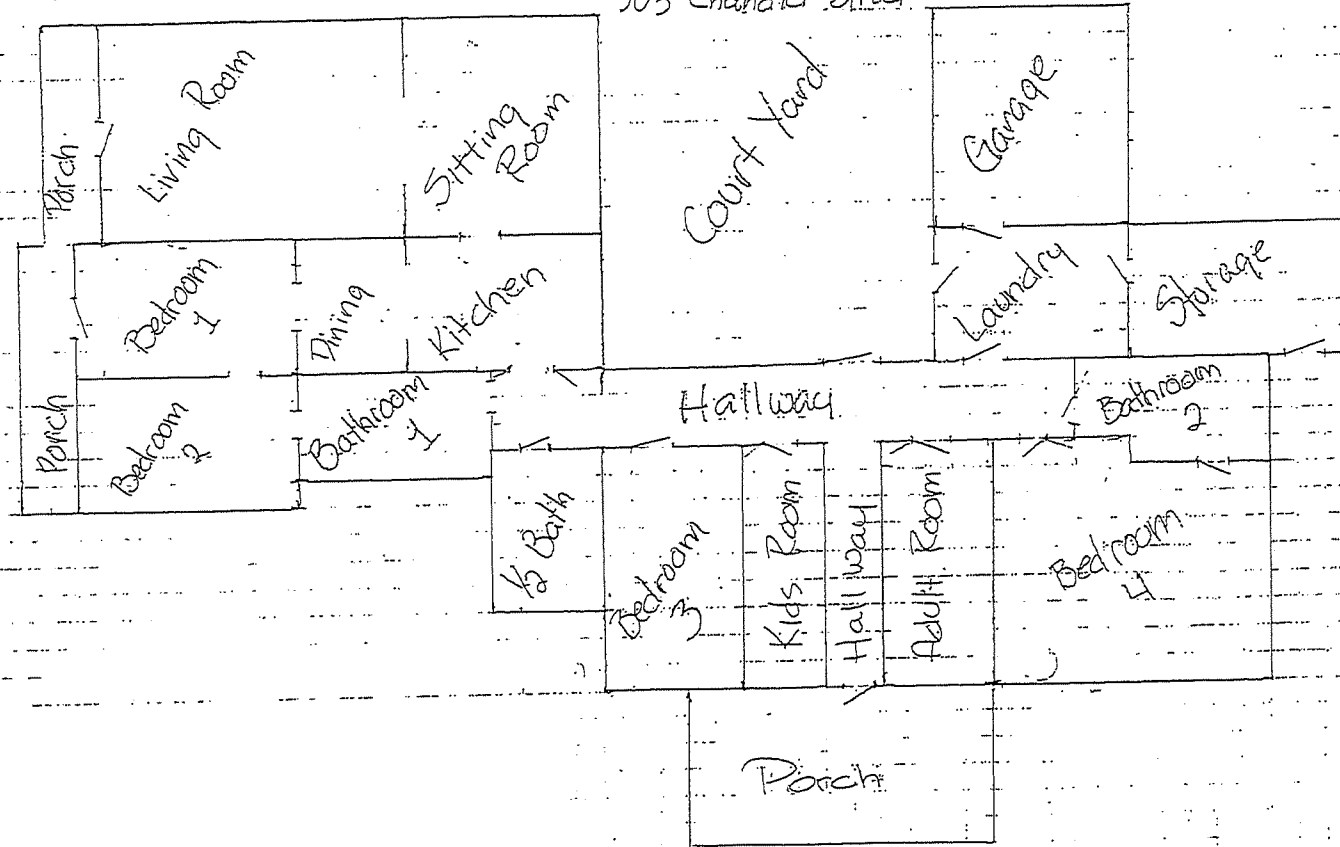 Living Room
Sitting
Room
Court Yard
Garage
Porch
Bedroom
1
Dining
Kitchen
Laundry
Storage
Porch
Bedroom
2
Bathroom
1
Hallway
Bathroom
2
1/2 Bath
Bedroom
3
Kids Room
Hall way
Adult Room
Bedroom
4
Porch